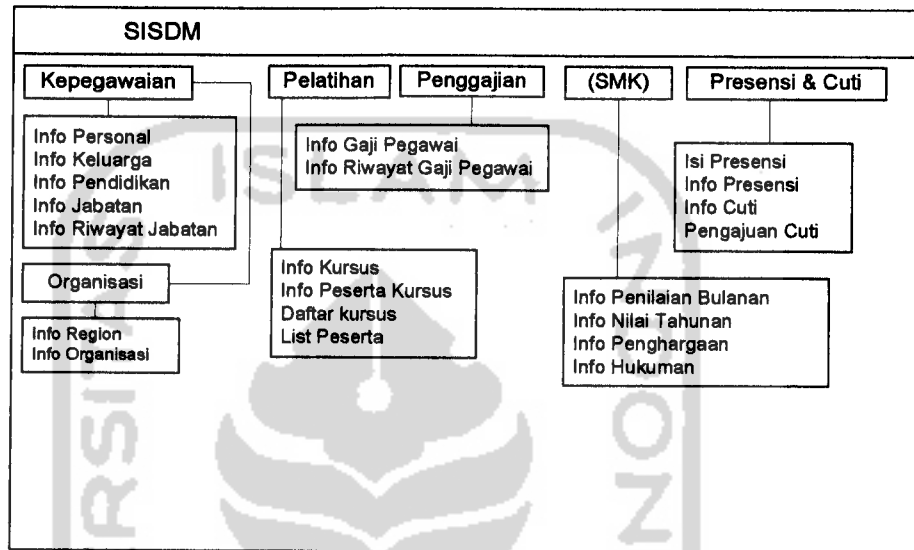 SISDM
Kepegawaian
Pelatihan
Penggajian
(SMK)
Presensi & Cuti
Info Personal
Info Keluarga
Info Pendidikan
Info Jabatan
Info Riwayat Jabatan
Info Gaji Pegawai
Info Riwayat Gaji Pegawai
Isi Presensi
Info Presensi
Info Cuti
Pengajuan Cuti
Organisasi
Info Region
Info Organisasi
Info Kursus
Info Peserta Kursus
Daftar kursus
List Peserta
Info Penilaian Bulanan
Info Nilai Tahunan
Info Penghargaan
Info Hukuman
ISLAM
RSITAS
INDON